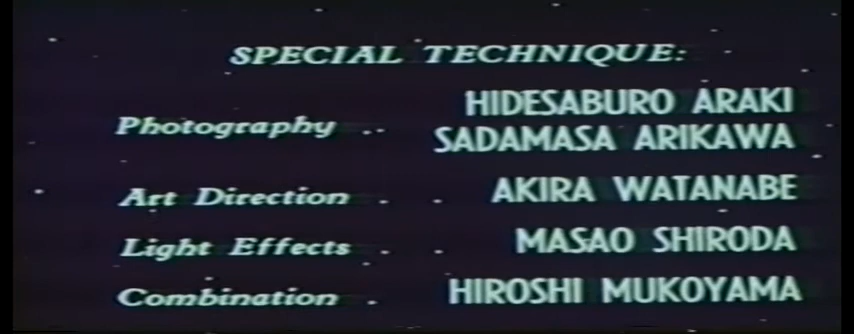 SPECIAL TECHNIQUE:
Photography .. HIDESABURO ARAKI
SADAMASA ARIKAWA
Art Direction . . AKIRA WATANABE
Light Effects . . MASAO SHIRODA
Combination . HIROSHI MUKOYAMA